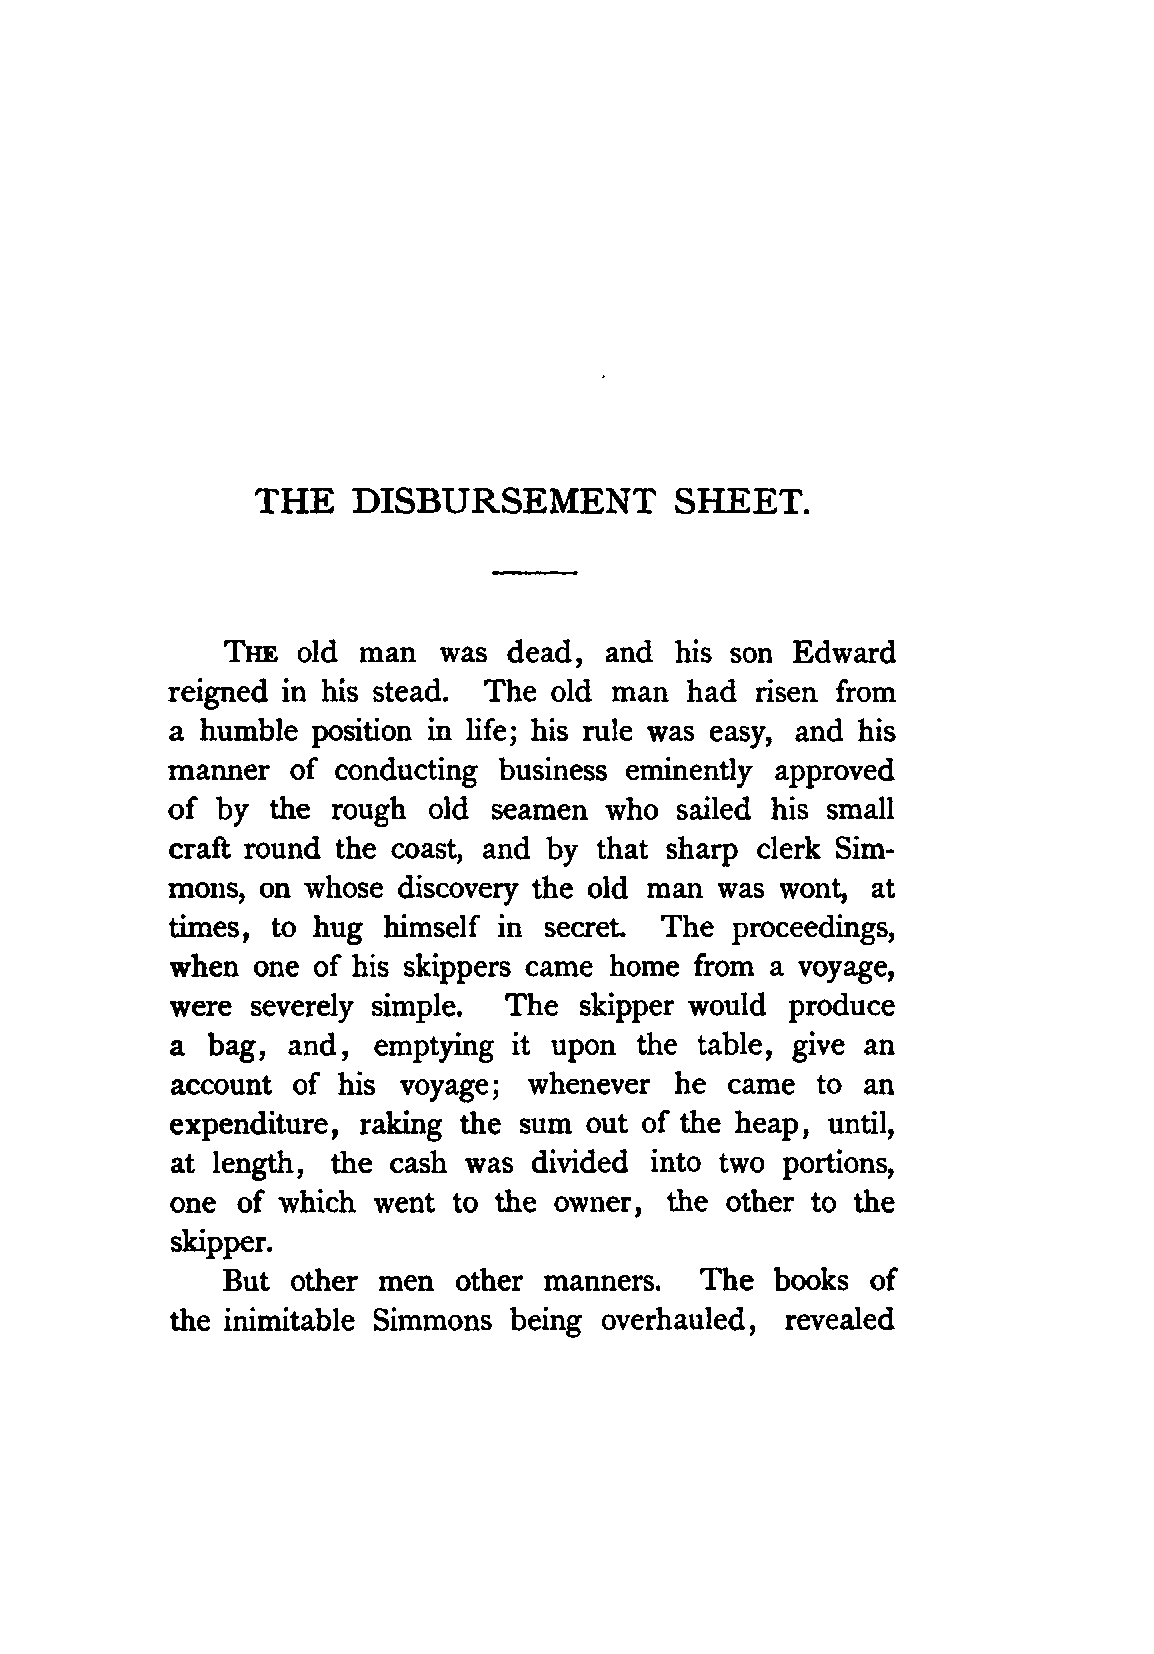 THE DISBURSEMENT SHEET.
THE old man was dead, and his son Edward
reigned in his stead. The old man had risen from
a humble position in life; his rule was easy, and his
manner of conducting business eminently approved
of by the rough old seamen who sailed his small
craft round the coast, and by that sharp clerk Sim-
mons, on whose discovery the old man was wont, at
times, to hug himself in secret. The proceedings,
when one of his skippers came home from a voyage,
were severely simple. The skipper would produce
a bag, and, emptying it upon the table, give an
account of his voyage; whenever he came to an
expenditure, raking the sum out of the heap, until,
at length, the cash was divided into two portions,
one of which went to the owner, the other to the
skipper.
But other men other manners. The books of
the inimitable Simmons being overhauled, revealed